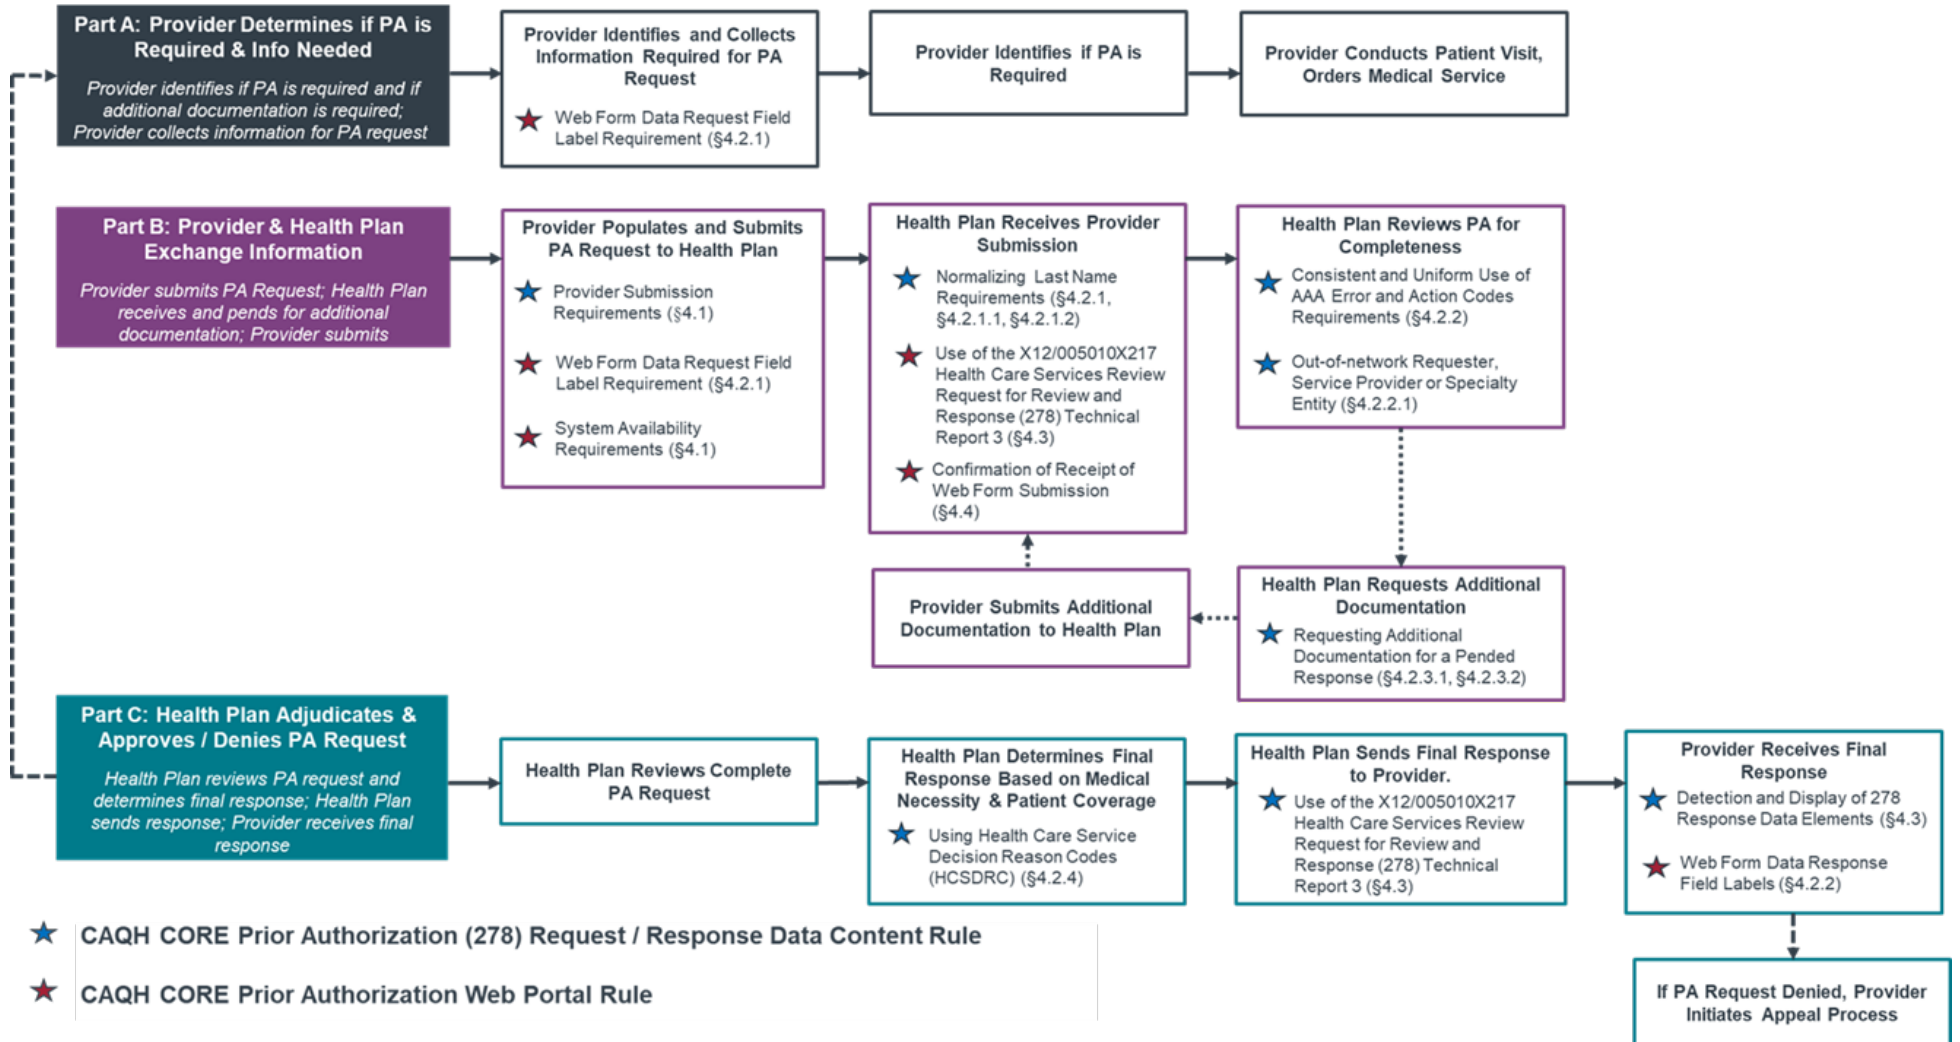 Part A: Provider Determines if PA is
Required & Info Needed
Provider identifies if PA is required and if
additional documentation is required;
Provider collects information for PA request
Provider Identifies and Collects
Information Required for PA
Request
Web Form Data Request Field
Label Requirement (§4.2.1)
Provider Identifies if PA is
Required
Provider Conducts Patient Visit,
Orders Medical Service
Part B: Provider & Health Plan
Exchange Information
Provider submits PA Request; Health Plan
receives and pends for additional
documentation; Provider submits
Provider Populates and Submits
PA Request to Health Plan
Provider Submission
Requirements (§4.1)
Web Form Data Request Field
Label Requirement (§4.2.1)
System Availability
Requirements (§4.1)
Health Plan Receives Provider
Submission
Normalizing Last Name
Requirements (§4.2.1,
§4.2.1.1, §4.2.1.2)
Use of the X12/005010X217
Health Care Services Review
Request for Review and
Response (278) Technical
Report 3 (§4.3)
Confirmation of Receipt of
Web Form Submission
(§4.4)
Health Plan Reviews PA for
Completeness
Consistent and Uniform Use of
AAA Error and Action Codes
Requirements (§4.2.2)
Out-of-network Requester,
Service Provider or Specialty
Entity (§4.2.2.1)
Provider Submits Additional
Documentation to Health Plan
Health Plan Requests Additional
Documentation
Requesting Additional
Documentation for a Pended
Response (§4.2.3.1, §4.2.3.2)
Part C: Health Plan Adjudicates &
Approves / Denies PA Request
Health Plan reviews PA request and
determines final response; Health Plan
sends response; Provider receives final
response
Health Plan Reviews Complete
PA Request
Health Plan Determines Final
Response Based on Medical
Necessity & Patient Coverage
Using Health Care Service
Decision Reason Codes
(HCSDRC) (§4.2.4)
Health Plan Sends Final Response
to Provider.
Use of the X12/005010X217
Health Care Services Review
Request for Review and
Response (278) Technical
Report 3 (§4.3)
Provider Receives Final
Response
Detection and Display of 278
Response Data Elements (§4.3)
Web Form Data Response
Field Labels (§4.2.2)
If PA Request Denied, Provider
Initiates Appeal Process
CAQH CORE Prior Authorization (278) Request / Response Data Content Rule
CAQH CORE Prior Authorization Web Portal Rule